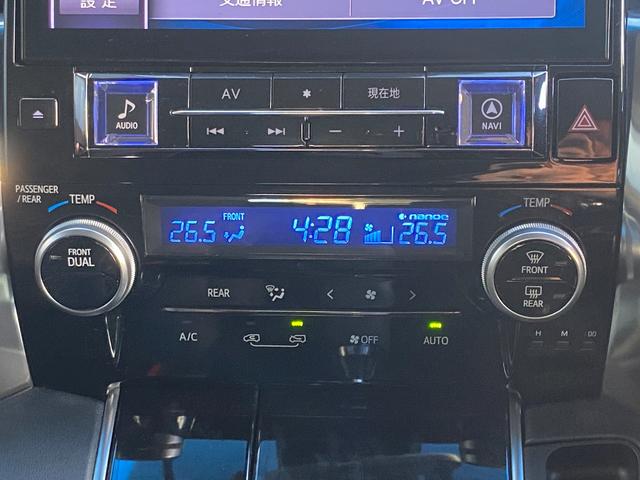 設定
交通情報
AV OFF
AV
＊
現在地
AUDIO
NAVI
− +
PASSENGER
/ REAR
TEMP
TEMP
FRONT
DUAL
26.5
FRONT
4:28
nanoe
26.5
FRONT
REAR
REAR
A/C
OFF
AUTO
H M :00